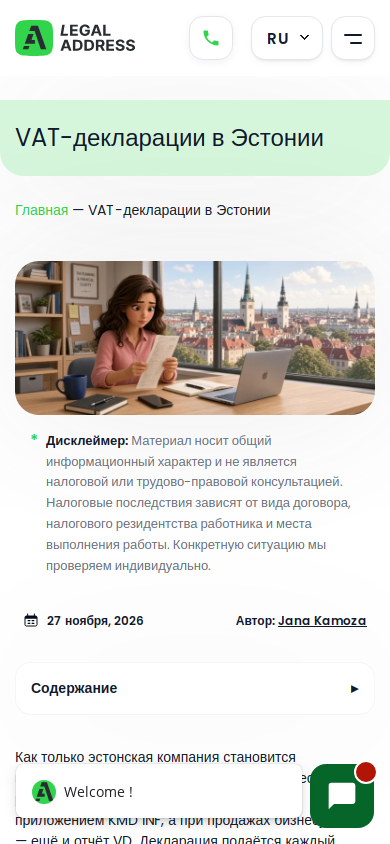 LEGAL
ADDRESS
RU
VAT-декларации в Эстонии
Главная — VAT-декларации в Эстонии
* Дисклеймер: Материал носит общий
информационный характер и не является
налоговой или трудово-правовой консультацией.
Налоговые последствия зависят от вида договора,
налогового резидентства работника и места
выполнения работы. Конкретную ситуацию мы
проверяем индивидуально.
27 ноября, 2026
Автор: Jana Kamoza
Содержание
Как только эстонская компания становится
Welcome !
приложением KMD INF, а при продажах
— ещё и отчёт VD. Декларация подаётся каждый